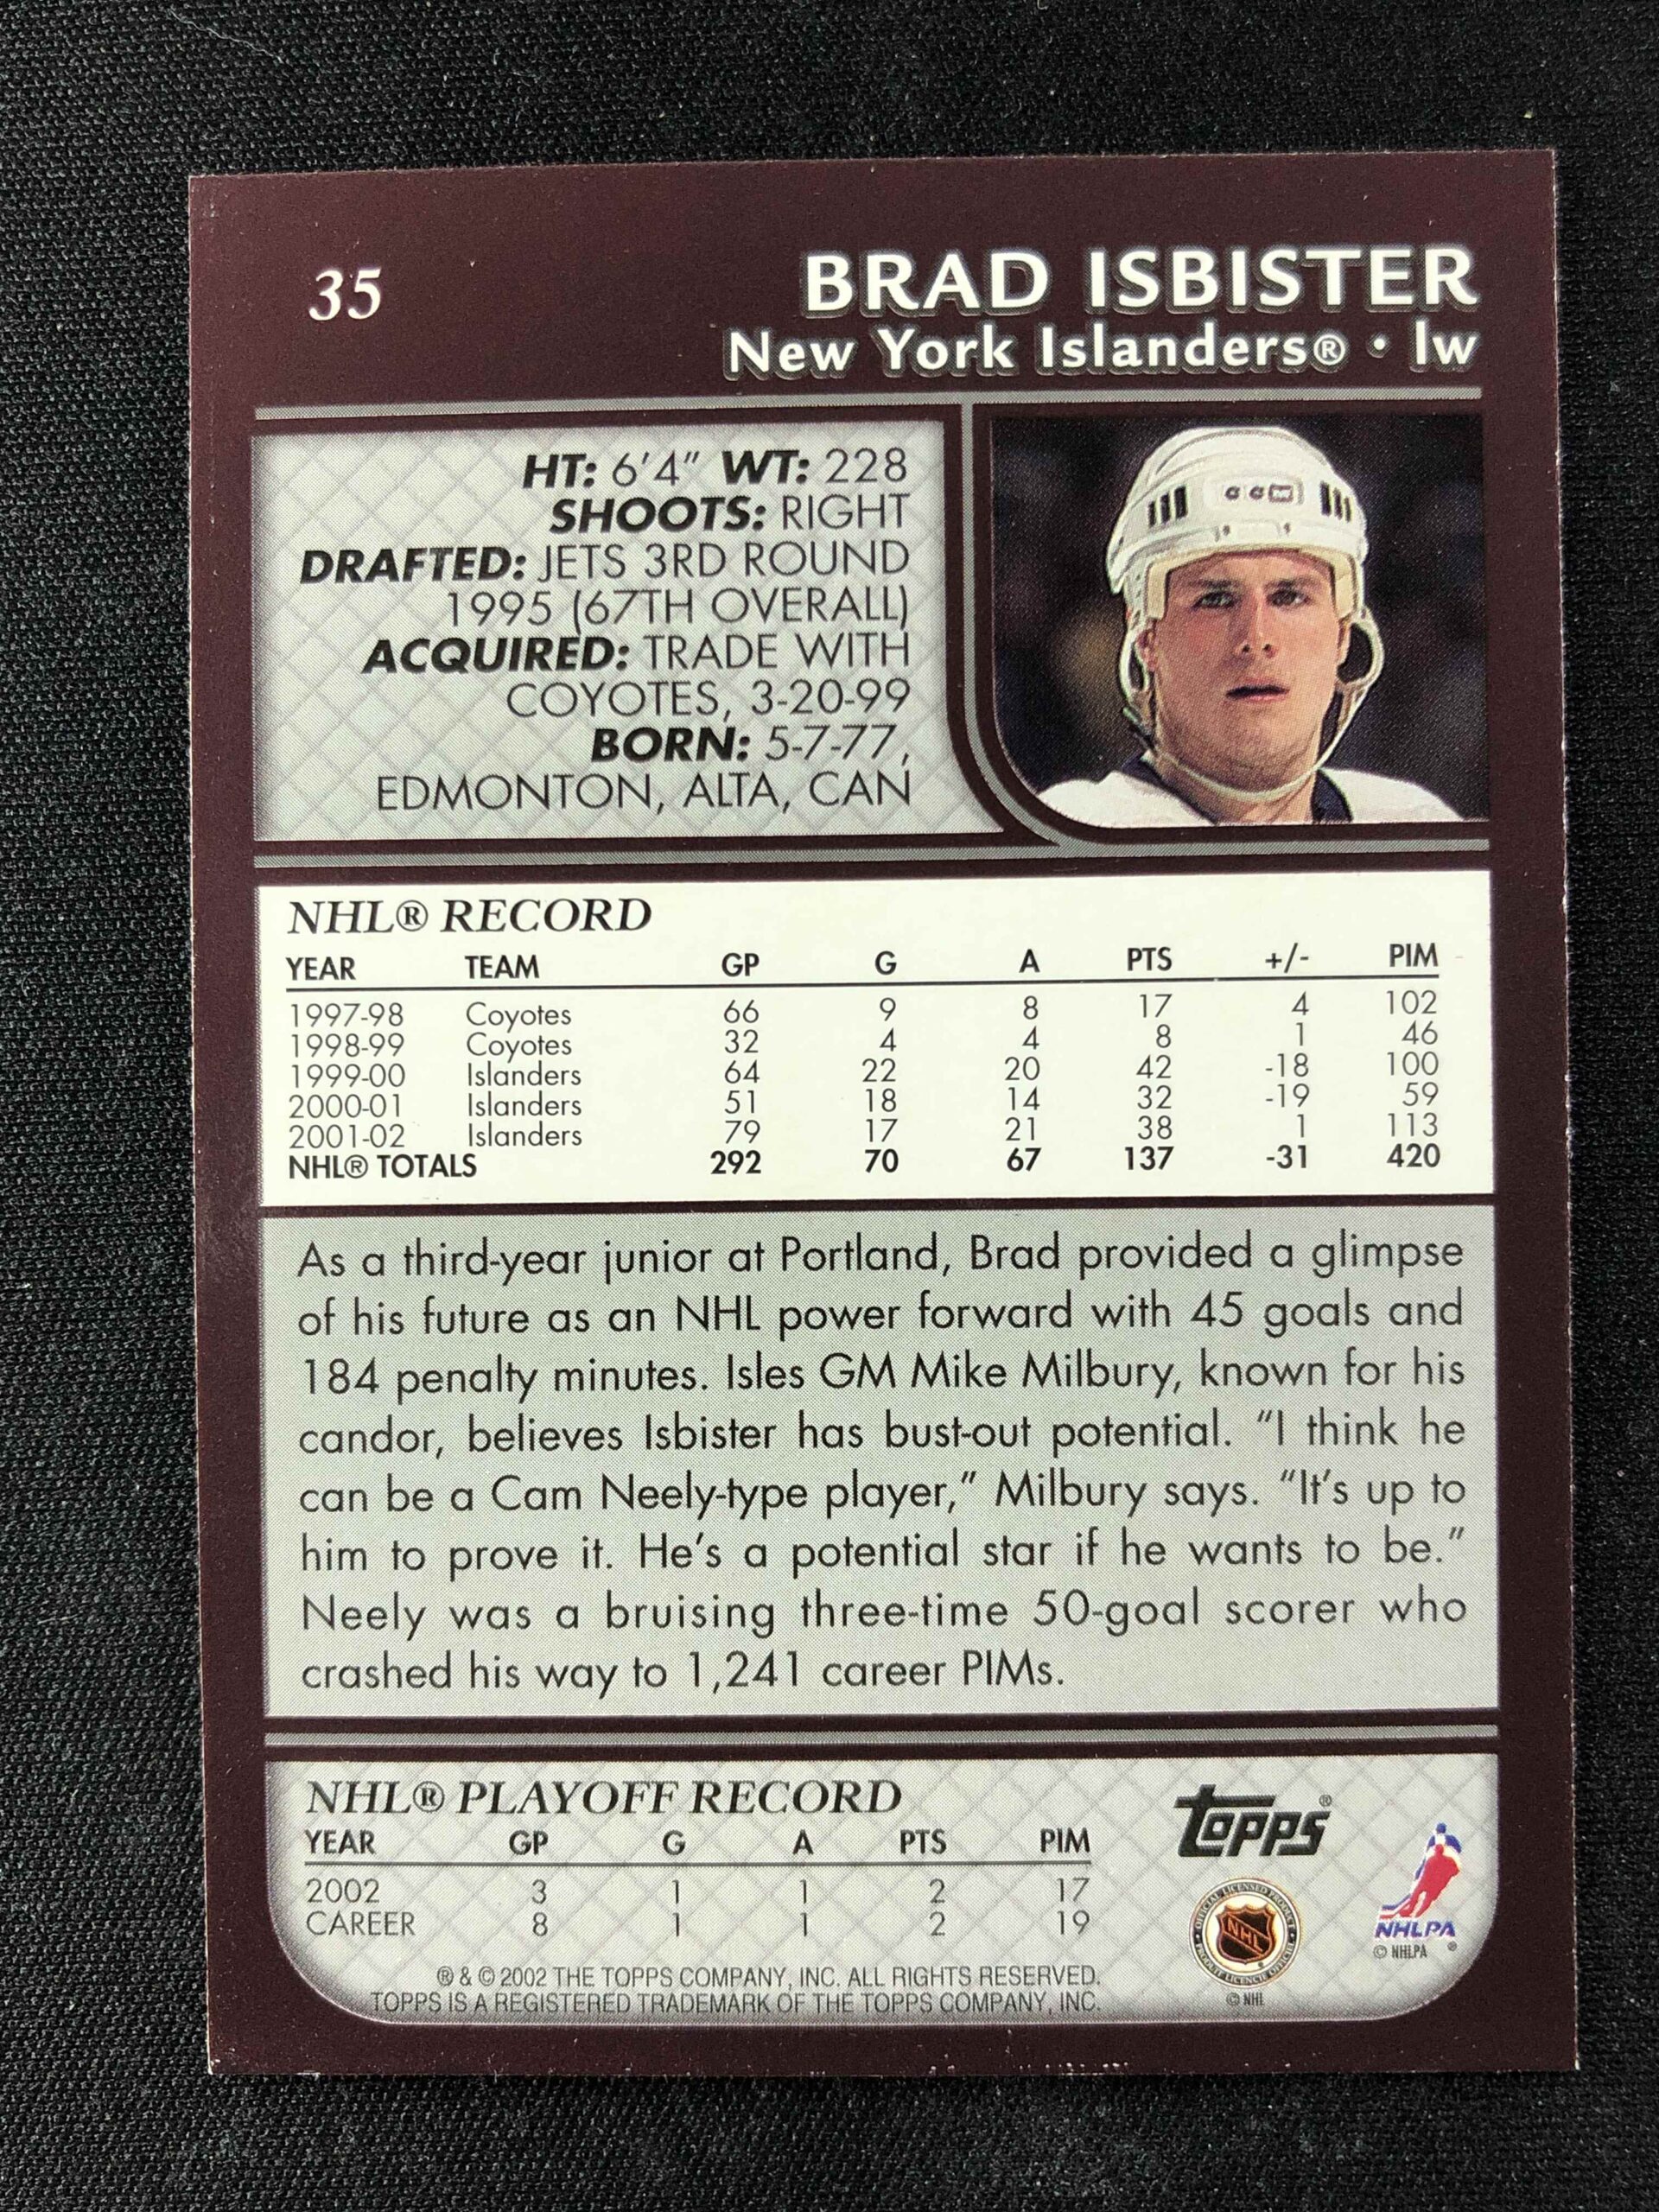 35
BRAD ISBISTER
New York Islanders® • lw
HT: 6'4" WT: 228
SHOOTS: RIGHT
DRAFTED: JETS 3RD ROUND
1995 (67TH OVERALL)
ACQUIRED: TRADE WITH
COYOTES, 3-20-99
BORN: 5-7-77,
EDMONTON, ALTA, CAN
CCM
NHL® RECORD
YEAR TEAM GP G A PTS +/- PIM
1997-98 Coyotes 66 9 8 17 4 102
1998-99 Coyotes 32 4 4 8 1 46
1999-00 Islanders 64 22 20 42 -18 100
2000-01 Islanders 51 18 14 32 -19 59
2001-02 Islanders 79 17 21 38 1 113
NHL® TOTALS 292 70 67 137 -31 420
As a third-year junior at Portland, Brad provided a glimpse
of his future as an NHL power forward with 45 goals and
184 penalty minutes. Isles GM Mike Milbury, known for his
candor, believes Isbister has bust-out potential. "I think he
can be a Cam Neely-type player," Milbury says. "It's up to
him to prove it. He's a potential star if he wants to be."
Neely was a bruising three-time 50-goal scorer who
crashed his way to 1,241 career PIMs.
NHL® PLAYOFF RECORD
YEAR GP G A PTS PIM
2002 3 1 1 2 17
CAREER 8 1 1 2 19
® & © 2002 THE TOPPS COMPANY, INC. ALL RIGHTS RESERVED.
TOPPS IS A REGISTERED TRADEMARK OF THE TOPPS COMPANY, INC.
Topps®
OFFICIAL LICENSED PRODUCT
NHL
© NHL
NHLPA
© NHLPA ®